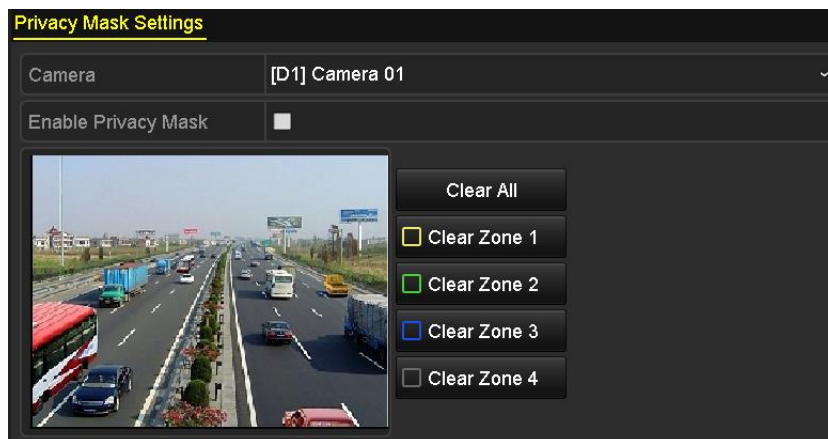 Privacy Mask Settings
Camera
[D1] Camera 01
Enable Privacy Mask
Clear All
Clear Zone 1
Clear Zone 2
Clear Zone 3
Clear Zone 4